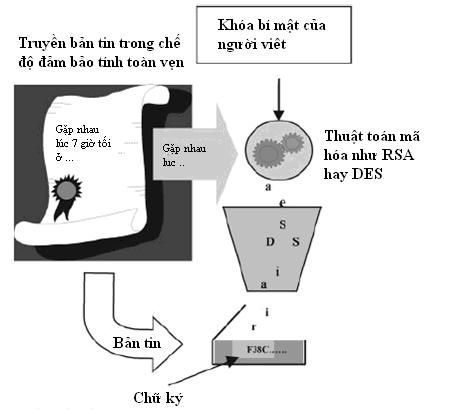 Khóa bí mật của
người viết
Truyền bản tin trong chế
độ đảm bảo tính toàn vẹn
Gặp nhau
lúc 7 giờ tối
ở ...
Gặp nhau
luc ..
Thuật toán mã
hóa như RSA
hay DES
a
e
S
D S
i
a
i
r
Bản tin
F38C......
Chữ ký